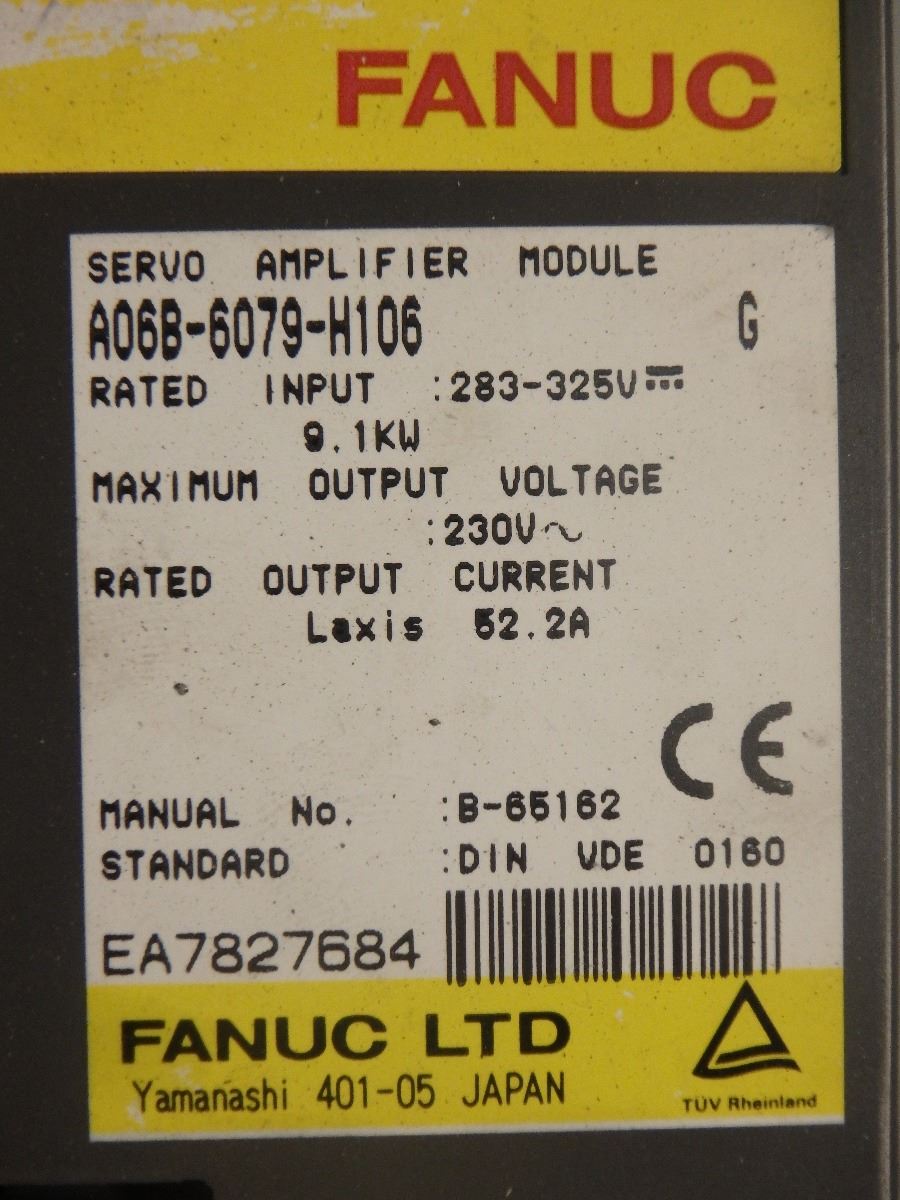 FANUC
SERVO AMPLIFIER MODULE
A06B-6079-H106 G
RATED INPUT :283-325V⎓
9.1KW
MAXIMUM OUTPUT VOLTAGE
:230V~
RATED OUTPUT CURRENT
Laxis 52.2A
CE
MANUAL No. :B-65162
STANDARD :DIN VDE 0160
EA7827684
FANUC LTD
Yamanashi 401-05 JAPAN
TÜV Rheinland